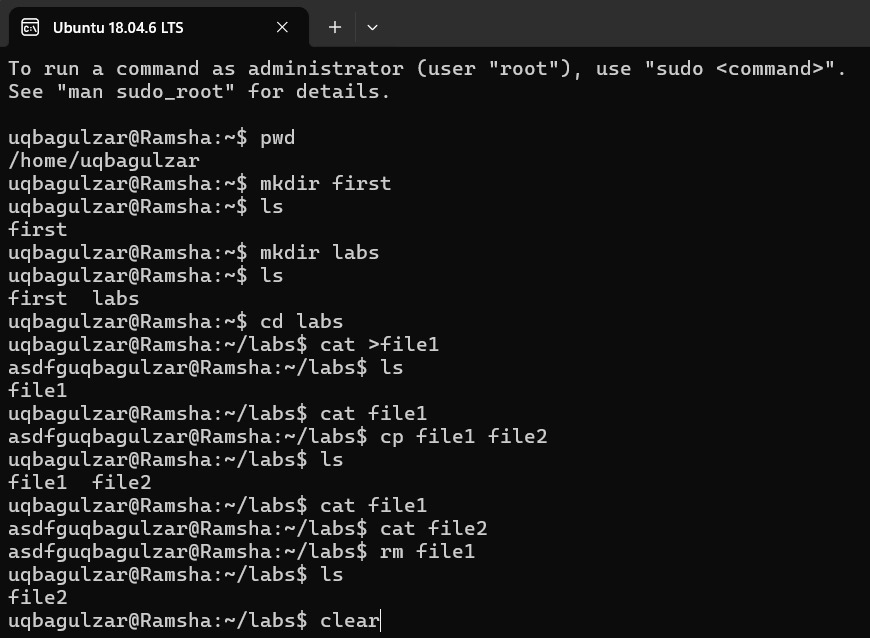 Ubuntu 18.04.6 LTS
To run a command as administrator (user "root"), use "sudo <command>".
See "man sudo_root" for details.
uqbagulzar@Ramsha:~$ pwd
/home/uqbagulzar
uqbagulzar@Ramsha:~$ mkdir first
uqbagulzar@Ramsha:~$ ls
first
uqbagulzar@Ramsha:~$ mkdir labs
uqbagulzar@Ramsha:~$ ls
first  labs
uqbagulzar@Ramsha:~$ cd labs
uqbagulzar@Ramsha:~/labs$ cat >file1
asdfguqbagulzar@Ramsha:~/labs$ ls
file1
uqbagulzar@Ramsha:~/labs$ cat file1
asdfguqbagulzar@Ramsha:~/labs$ cp file1 file2
uqbagulzar@Ramsha:~/labs$ ls
file1  file2
uqbagulzar@Ramsha:~/labs$ cat file1
asdfguqbagulzar@Ramsha:~/labs$ cat file2
asdfguqbagulzar@Ramsha:~/labs$ rm file1
uqbagulzar@Ramsha:~/labs$ ls
file2
uqbagulzar@Ramsha:~/labs$ clear